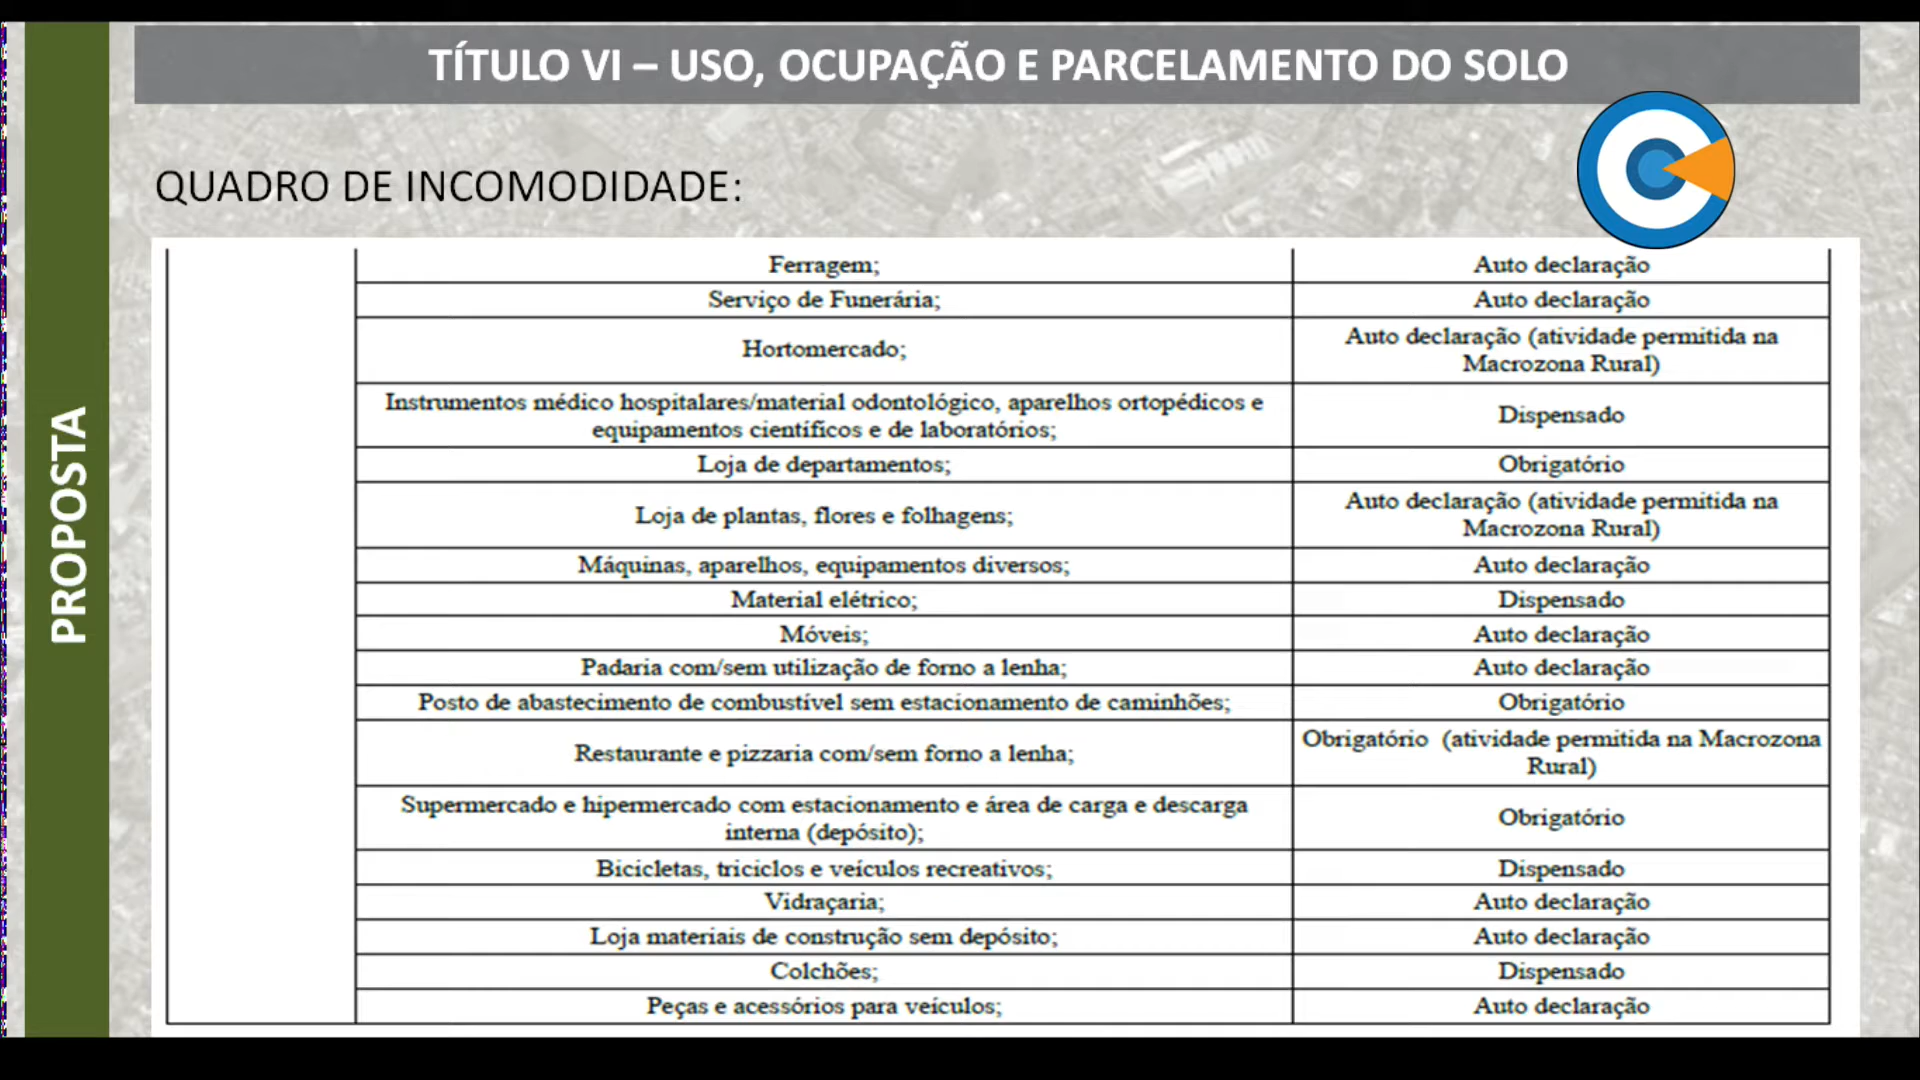 TÍTULO VI – USO, OCUPAÇÃO E PARCELAMENTO DO SOLO
QUADRO DE INCOMODIDADE:
PROPOSTA
Ferragem;
Auto declaração
Serviço de Funerária;
Auto declaração
Hortomercado;
Auto declaração (atividade permitida na
Macrozona Rural)
Instrumentos médico hospitalares/material odontológico, aparelhos ortopédicos e
equipamentos científicos e de laboratórios;
Dispensado
Loja de departamentos;
Obrigatório
Loja de plantas, flores e folhagens;
Auto declaração (atividade permitida na
Macrozona Rural)
Máquinas, aparelhos, equipamentos diversos;
Auto declaração
Material elétrico;
Dispensado
Móveis;
Auto declaração
Padaria com/sem utilização de forno a lenha;
Auto declaração
Posto de abastecimento de combustível sem estacionamento de caminhões;
Obrigatório
Restaurante e pizzaria com/sem forno a lenha;
Obrigatório (atividade permitida na Macrozona
Rural)
Supermercado e hipermercado com estacionamento e área de carga e descarga
interna (depósito);
Obrigatório
Bicicletas, triciclos e veículos recreativos;
Dispensado
Vidraçaria;
Auto declaração
Loja materiais de construção sem depósito;
Auto declaração
Colchões;
Dispensado
Peças e acessórios para veículos;
Auto declaração